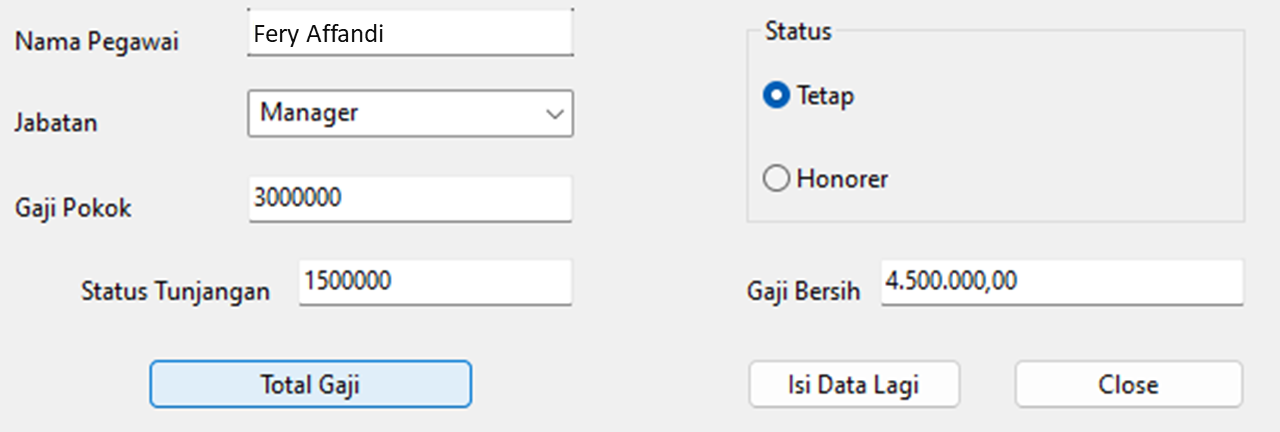 Nama Pegawai
Fery Affandi
Jabatan
Manager
Gaji Pokok
3000000
Status Tunjangan
1500000
Total Gaji
Status
Tetap
Honorer
Gaji Bersih
4.500.000,00
Isi Data Lagi
Close